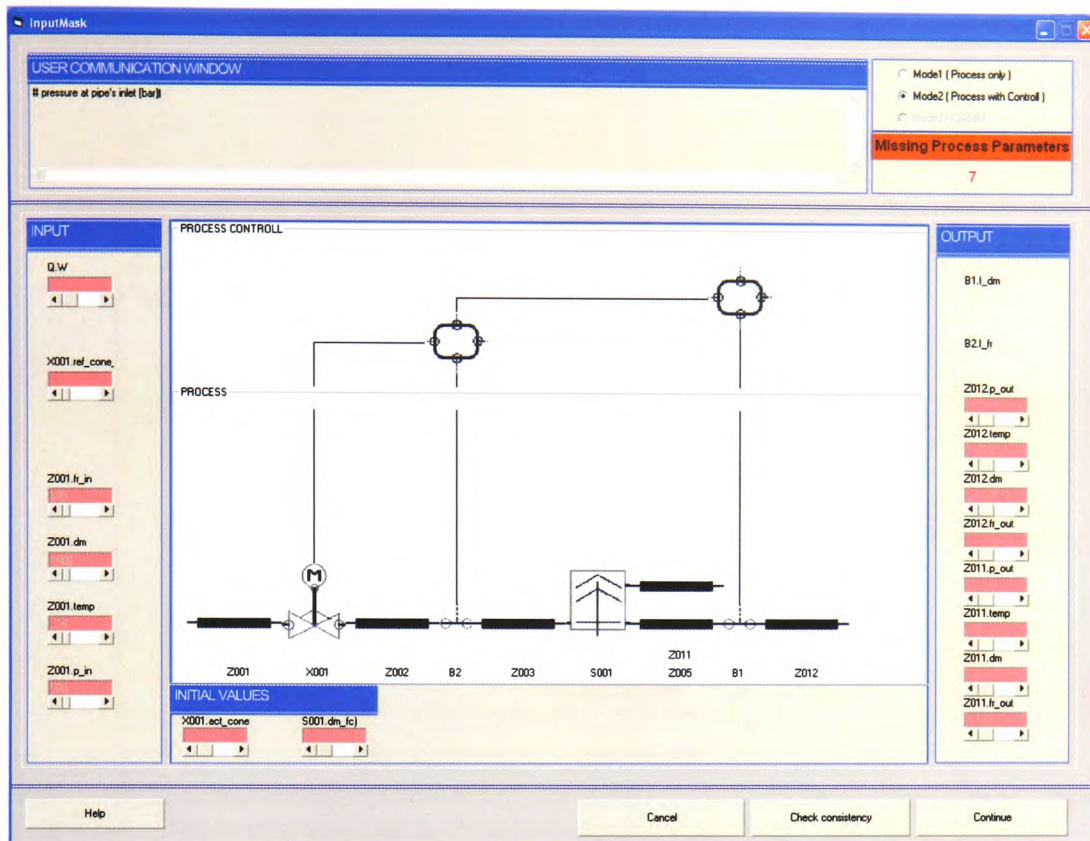 InputMask
USER COMMUNICATION WINDOW
# pressure at pipe's inlet [bar]
Mode1 ( Process only )
Mode2 ( Process with Controll )
Missing Process Parameters
7
INPUT
Q.W
X001.ref_cone_
Z001.fr_in
Z001.dm
Z001.temp
Z001.p_in
PROCESS CONTROLL
PROCESS
M
Z011
Z001 X001 Z002 B2 Z003 S001 Z005 B1 Z012
INITIAL VALUES
X001.act_cone S001.dm_fc)
OUTPUT
B1.I_dm
B2.I_fr
Z012.p_out
Z012.temp
Z012.dm
Z012.fr_out
Z011.p_out
Z011.temp
Z011.dm
Z011.fr_out
Help Cancel Check consistency Continue